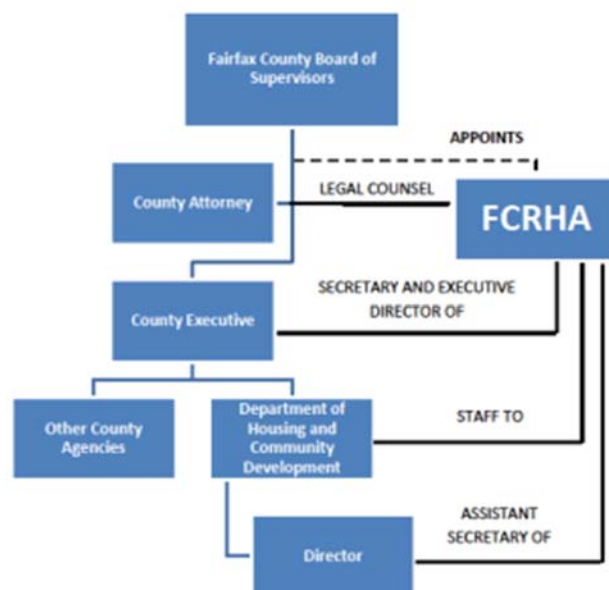 Fairfax County Board of
Supervisors
APPOINTS
County Attorney
LEGAL COUNSEL
FCRHA
County Executive
SECRETARY AND EXECUTIVE
DIRECTOR OF
Other County
Agencies
Department of
Housing and
Community
Development
STAFF TO
Director
ASSISTANT
SECRETARY OF